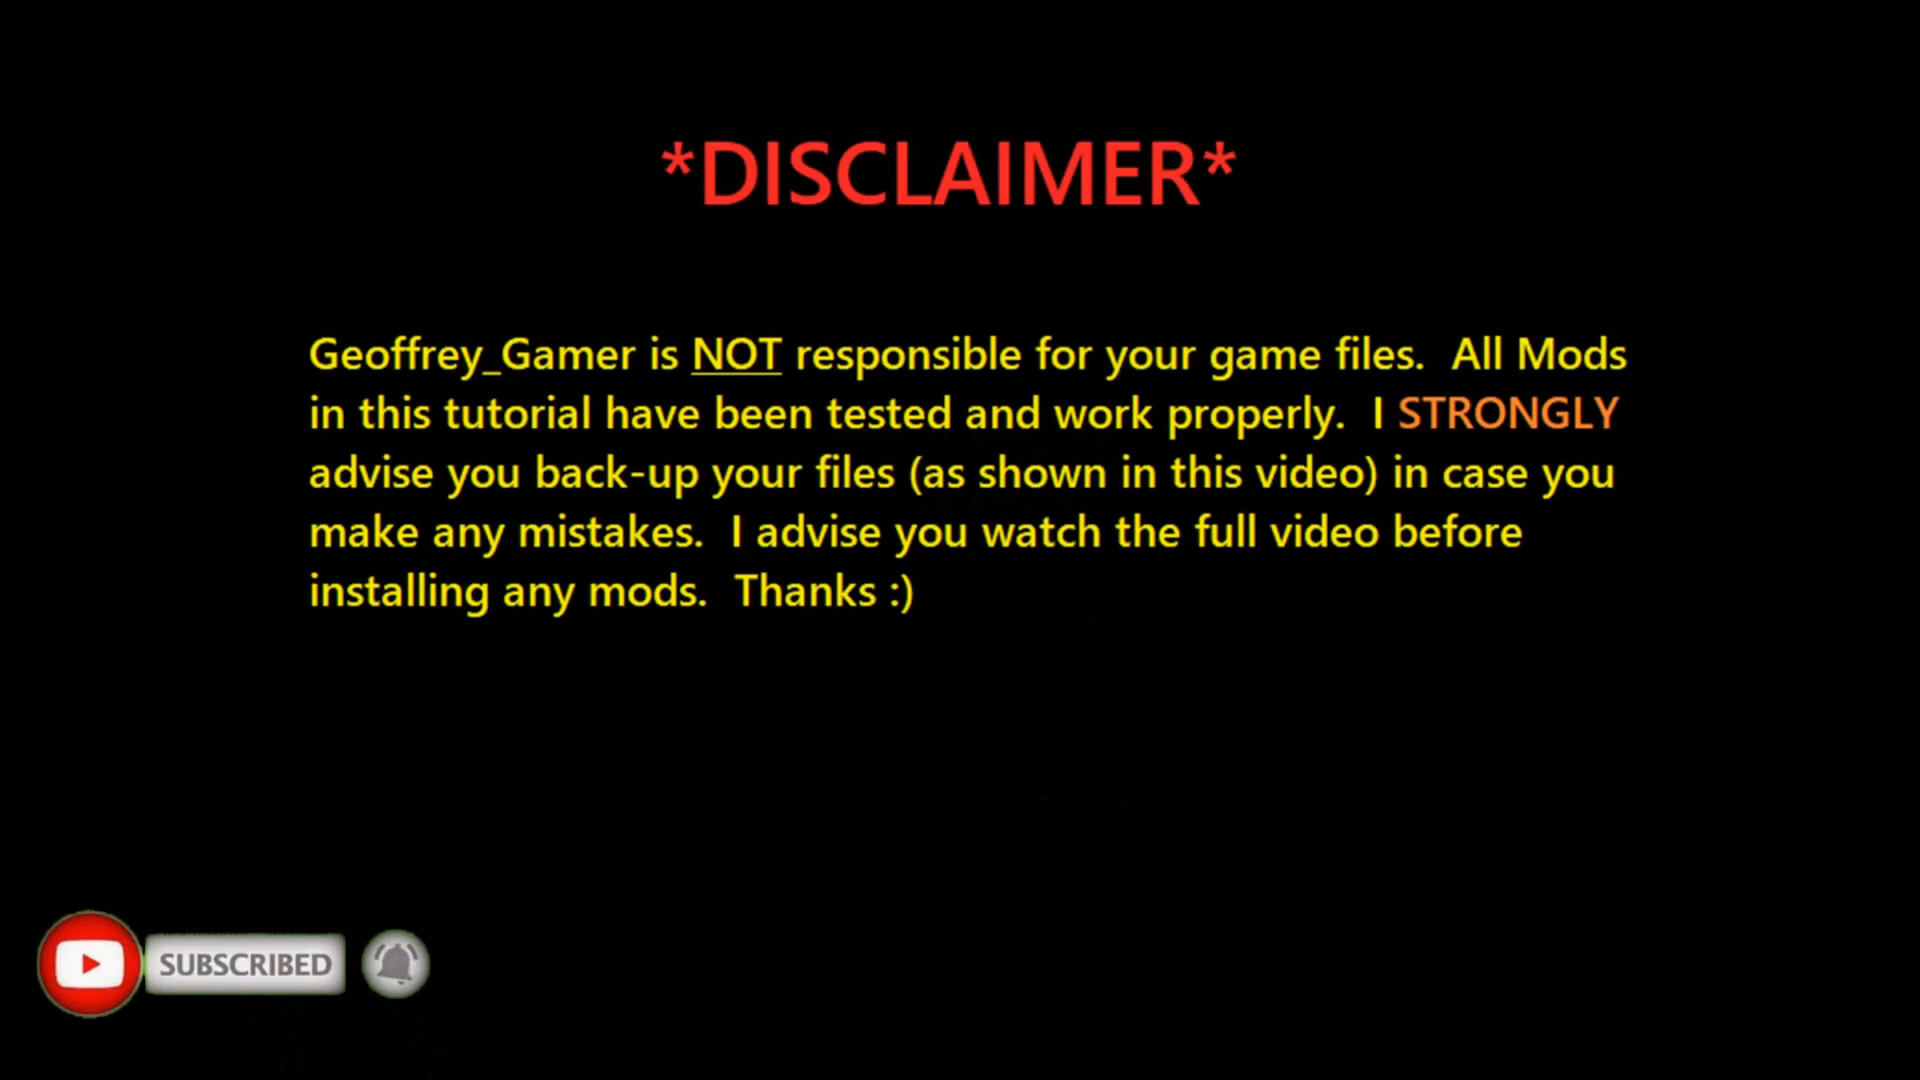 *DISCLAIMER*
Geoffrey_Gamer is NOT responsible for your game files.  All Mods
in this tutorial have been tested and work properly.  I STRONGLY
advise you back-up your files (as shown in this video) in case you
make any mistakes.  I advise you watch the full video before
installing any mods.  Thanks :)
SUBSCRIBED